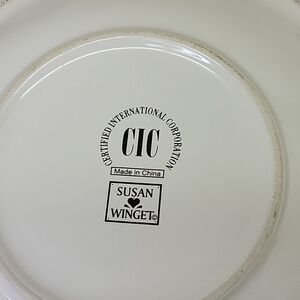 CERTIFIED INTERNATIONAL CORPORATION
CIC
Made in China
SUSAN
WINGET©